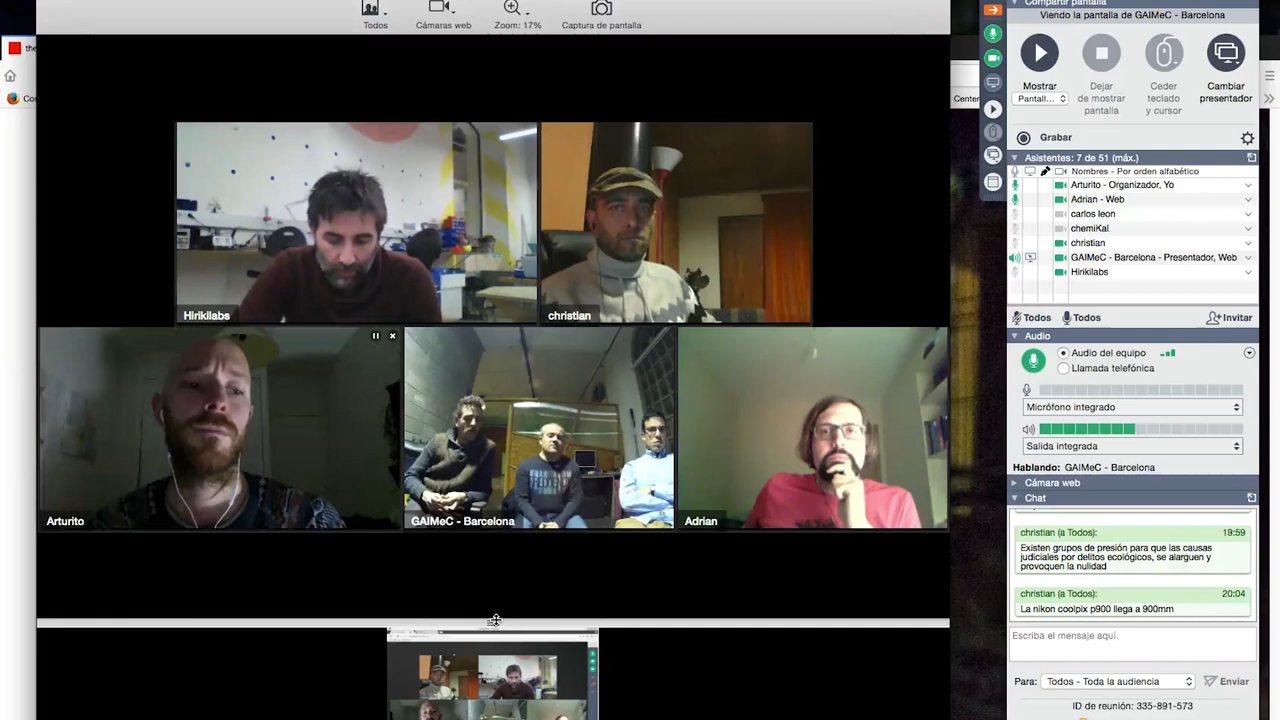 Todos
Cámaras web
Zoom: 17%
Captura de pantalla
the
Con
Center
Hirikilabs
christian
Arturito
GAIMeC - Barcelona
Adrian
Compartir pantalla
Viendo la pantalla de GAIMeC - Barcelona
Mostrar
Pantall...
Dejar
de mostrar
pantalla
Ceder
teclado
y cursor
Cambiar
presentador
Grabar
Asistentes: 7 de 51 (máx.)
Nombres - Por orden alfabético
Arturito - Organizador, Yo
Adrian - Web
carlos leon
chemiKal
christian
GAIMeC - Barcelona - Presentador, Web
Hirikilabs
Todos
Todos
Invitar
Audio
Audio del equipo
Llamada telefónica
Micrófono integrado
Salida integrada
Hablando: GAIMeC - Barcelona
Cámara web
Chat
christian (a Todos): 19:59
Existen grupos de presión para que las causas
judiciales por delitos ecológicos, se alarguen y
provoquen la nulidad
christian (a Todos): 20:04
La nikon coolpix p900 llega a 900mm
Escriba el mensaje aquí.
Para: Todos - Toda la audiencia
Enviar
ID de reunión: 335-891-573